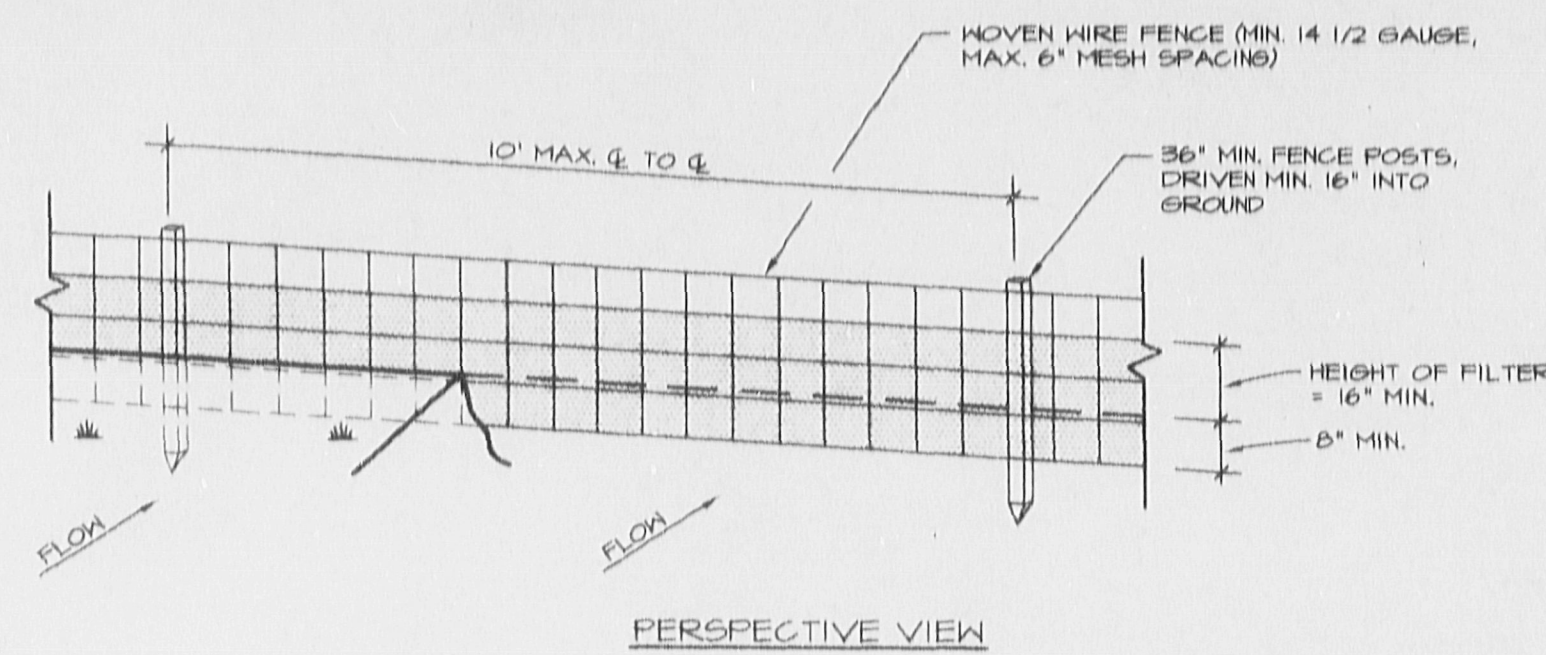 WOVEN WIRE FENCE (MIN. 14 1/2 GAUGE,
MAX. 6" MESH SPACING)
10' MAX. ℄ TO ℄
36" MIN. FENCE POSTS,
DRIVEN MIN. 16" INTO
GROUND
HEIGHT OF FILTER
= 16" MIN.
8" MIN.
FLOW
FLOW
PERSPECTIVE VIEW